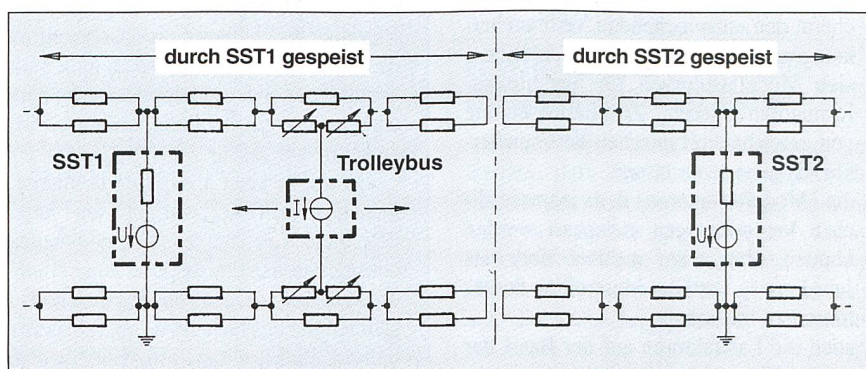 durch SST1 gespeist
durch SST2 gespeist
SST1
Trolleybus
SST2
I
U
U